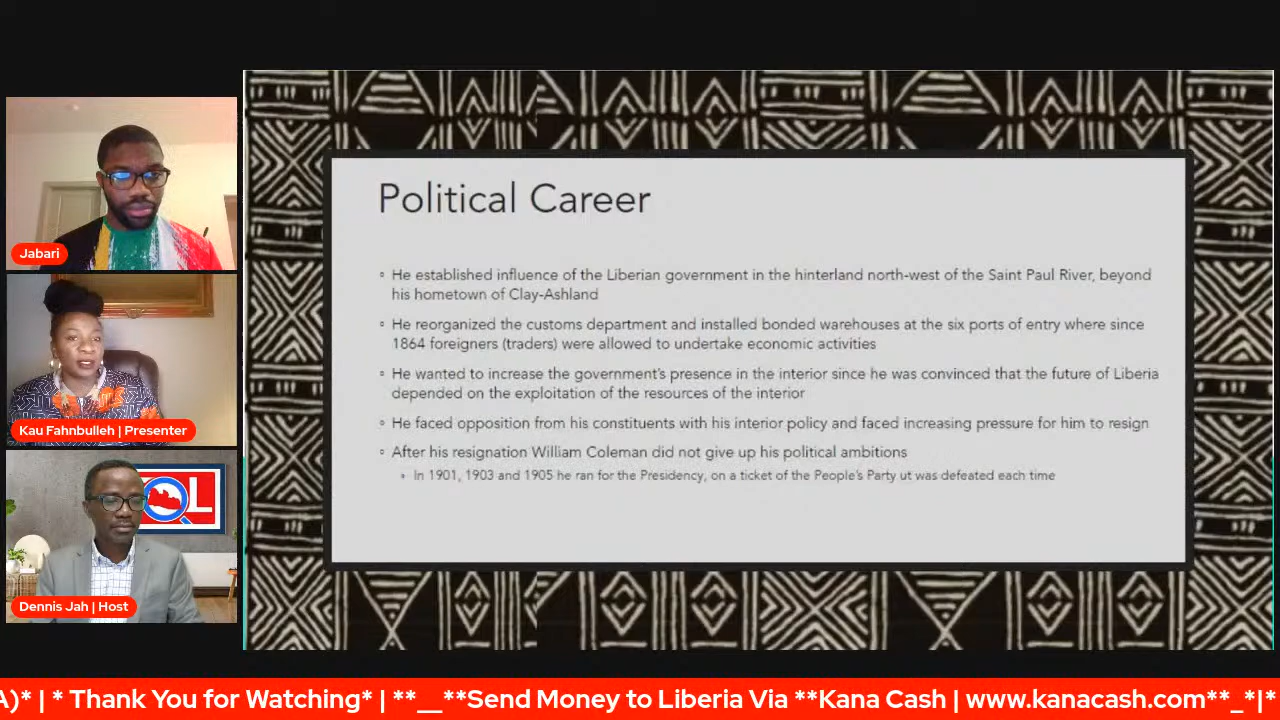 Jabari
Kau Fahnbulleh | Presenter
OL
Dennis Jah | Host
Political Career
He established influence of the Liberian government in the hinterland north-west of the Saint Paul River, beyond
his hometown of Clay-Ashland
He reorganized the customs department and installed bonded warehouses at the six ports of entry where since
1864 foreigners (traders) were allowed to undertake economic activities
He wanted to increase the government's presence in the interior since he was convinced that the future of Liberia
depended on the exploitation of the resources of the interior
He faced opposition from his constituents with his interior policy and faced increasing pressure for him to resign
After his resignation William Coleman did not give up his political ambitions
In 1901, 1903 and 1905 he ran for the Presidency, on a ticket of the People's Party ut was defeated each time
A)* | * Thank You for Watching* | **__**Send Money to Liberia Via **Kana Cash | www.kanacash.com**_*|*